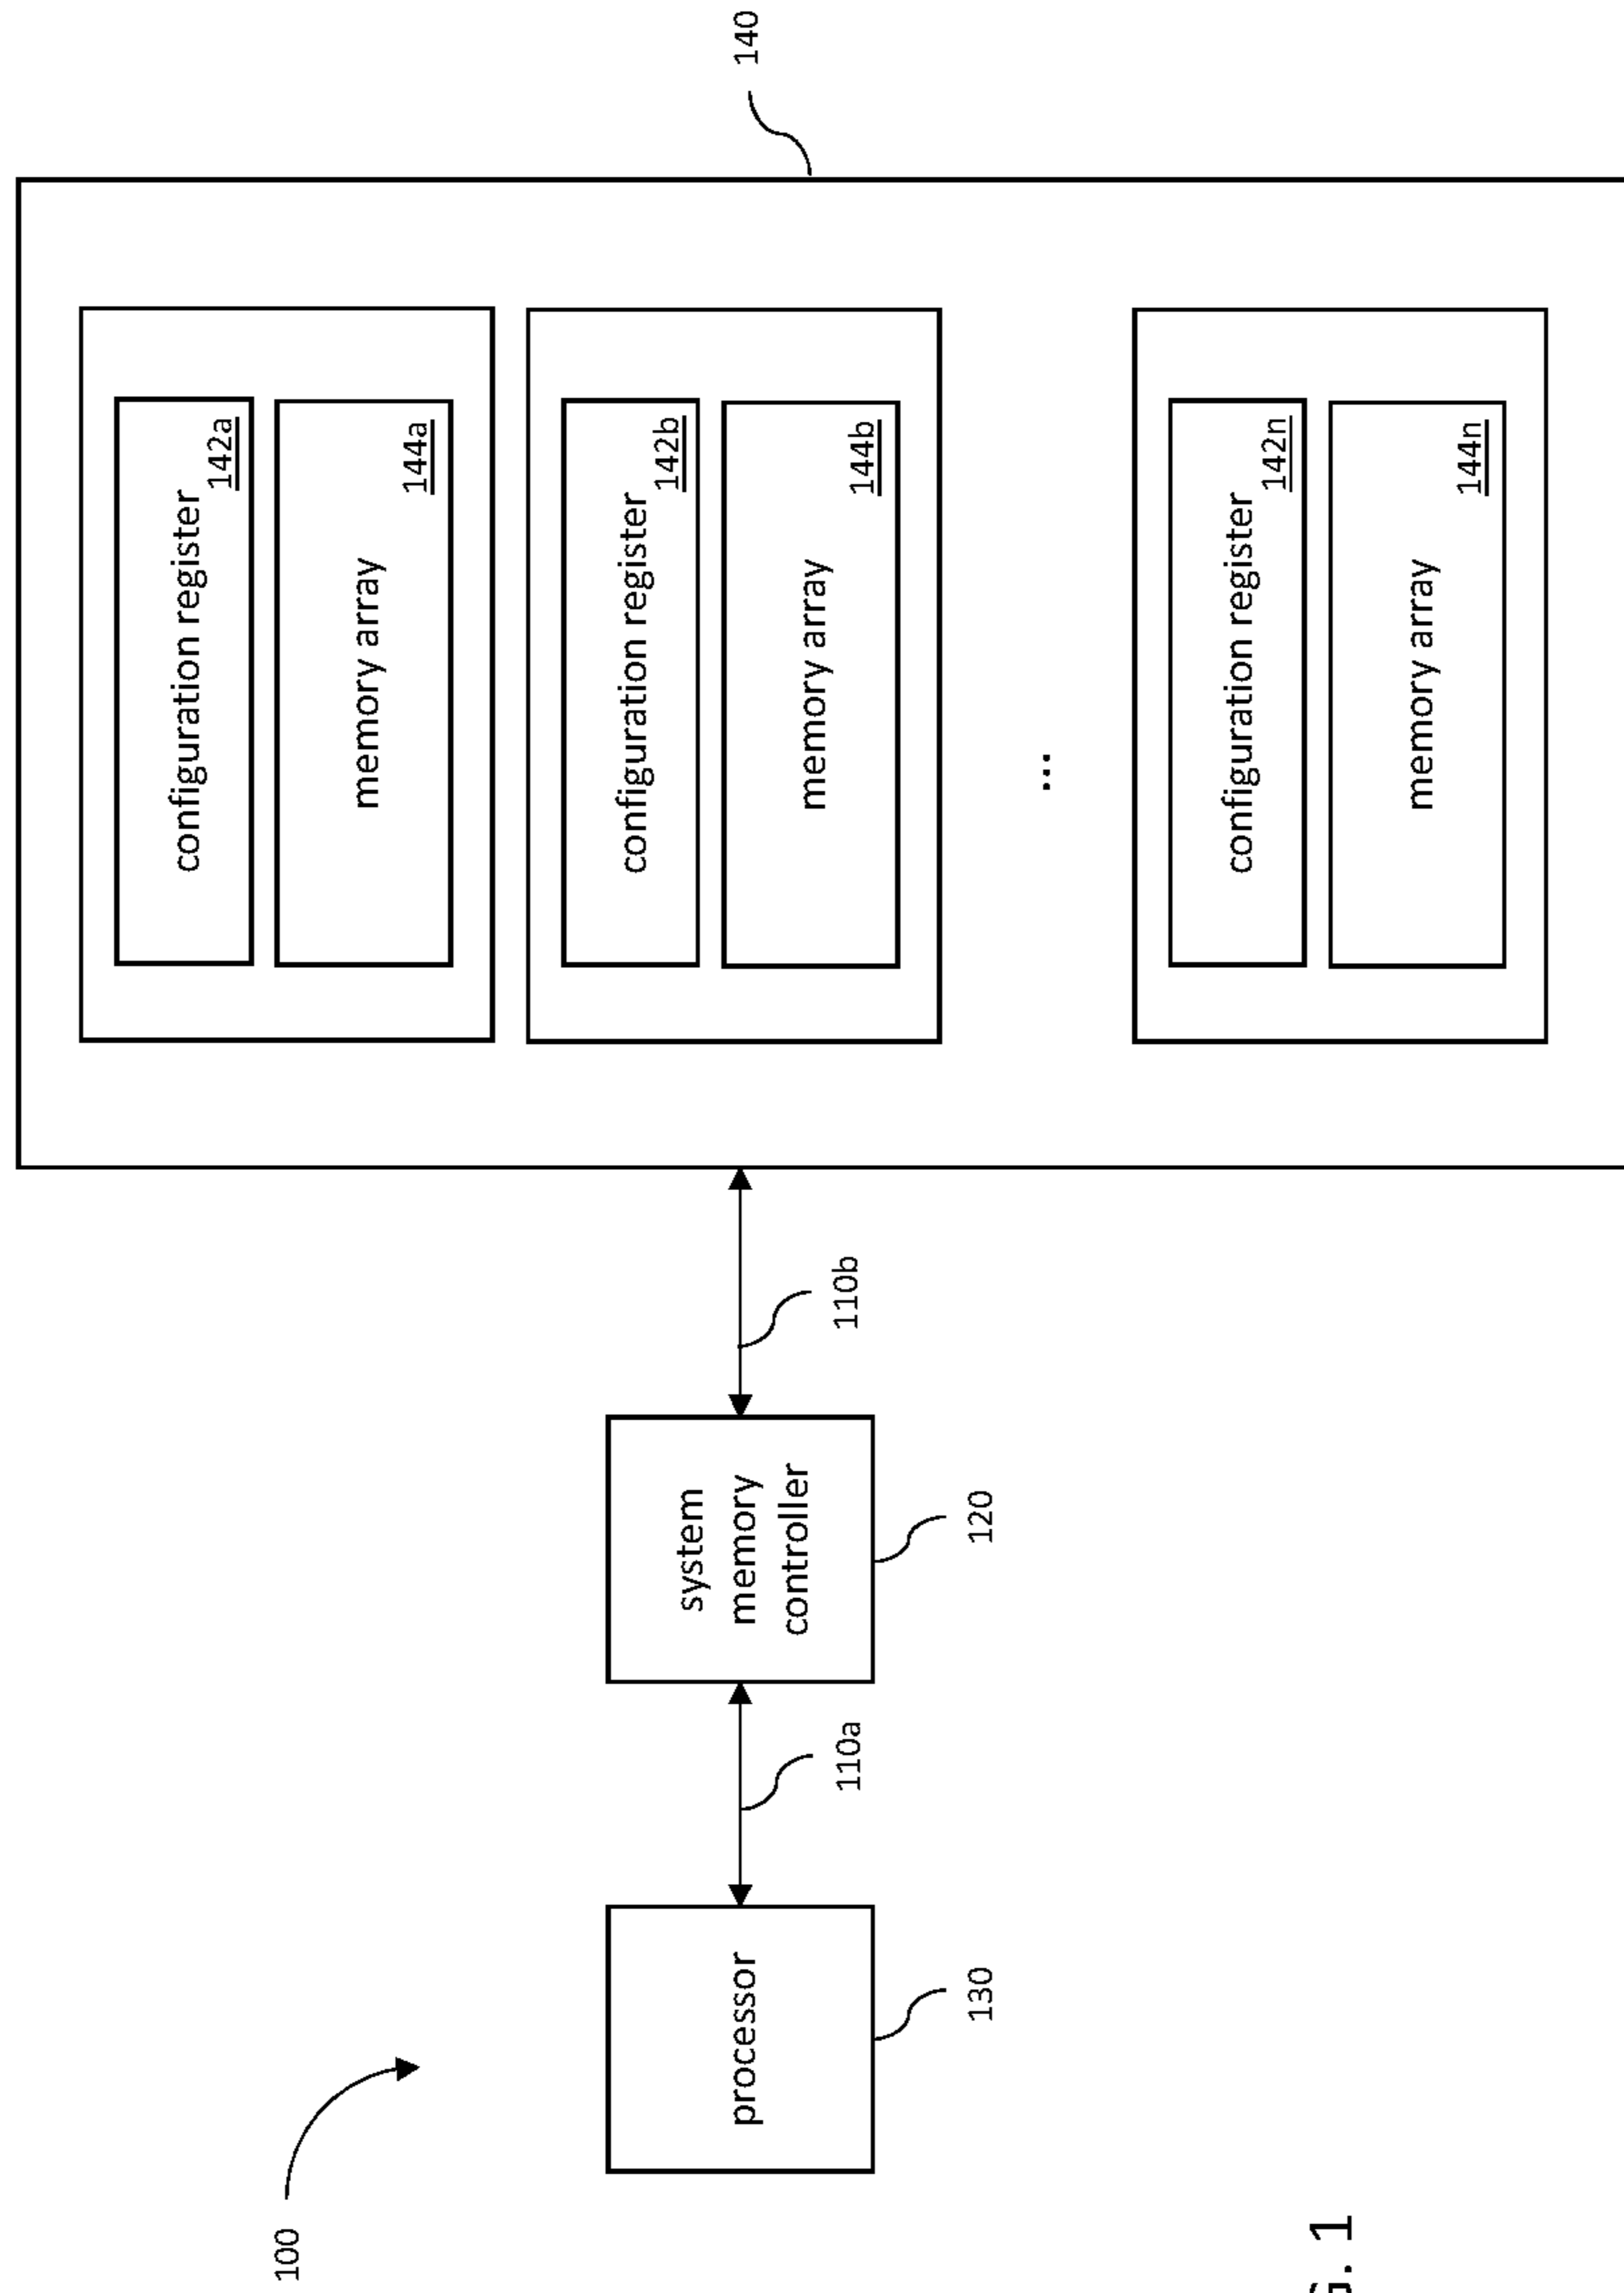 100
processor
130
110a
system
memory
controller
120
110b
140
configuration register
142a
memory array
144a
configuration register
142b
memory array
144b
...
configuration register
142n
memory array
144n
. 1